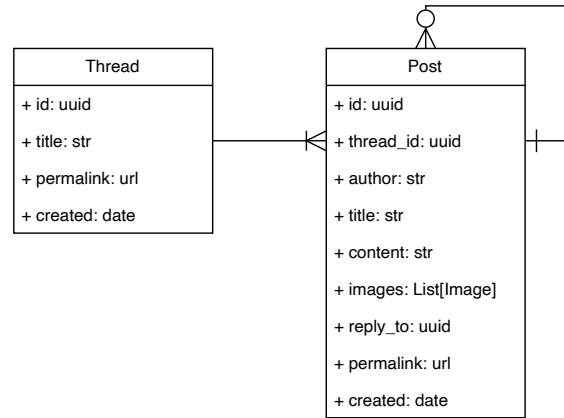 Thread
+ id: uuid
+ title: str
+ permalink: url
+ created: date
Post
+ id: uuid
+ thread_id: uuid
+ author: str
+ title: str
+ content: str
+ images: List[Image]
+ reply_to: uuid
+ permalink: url
+ created: date